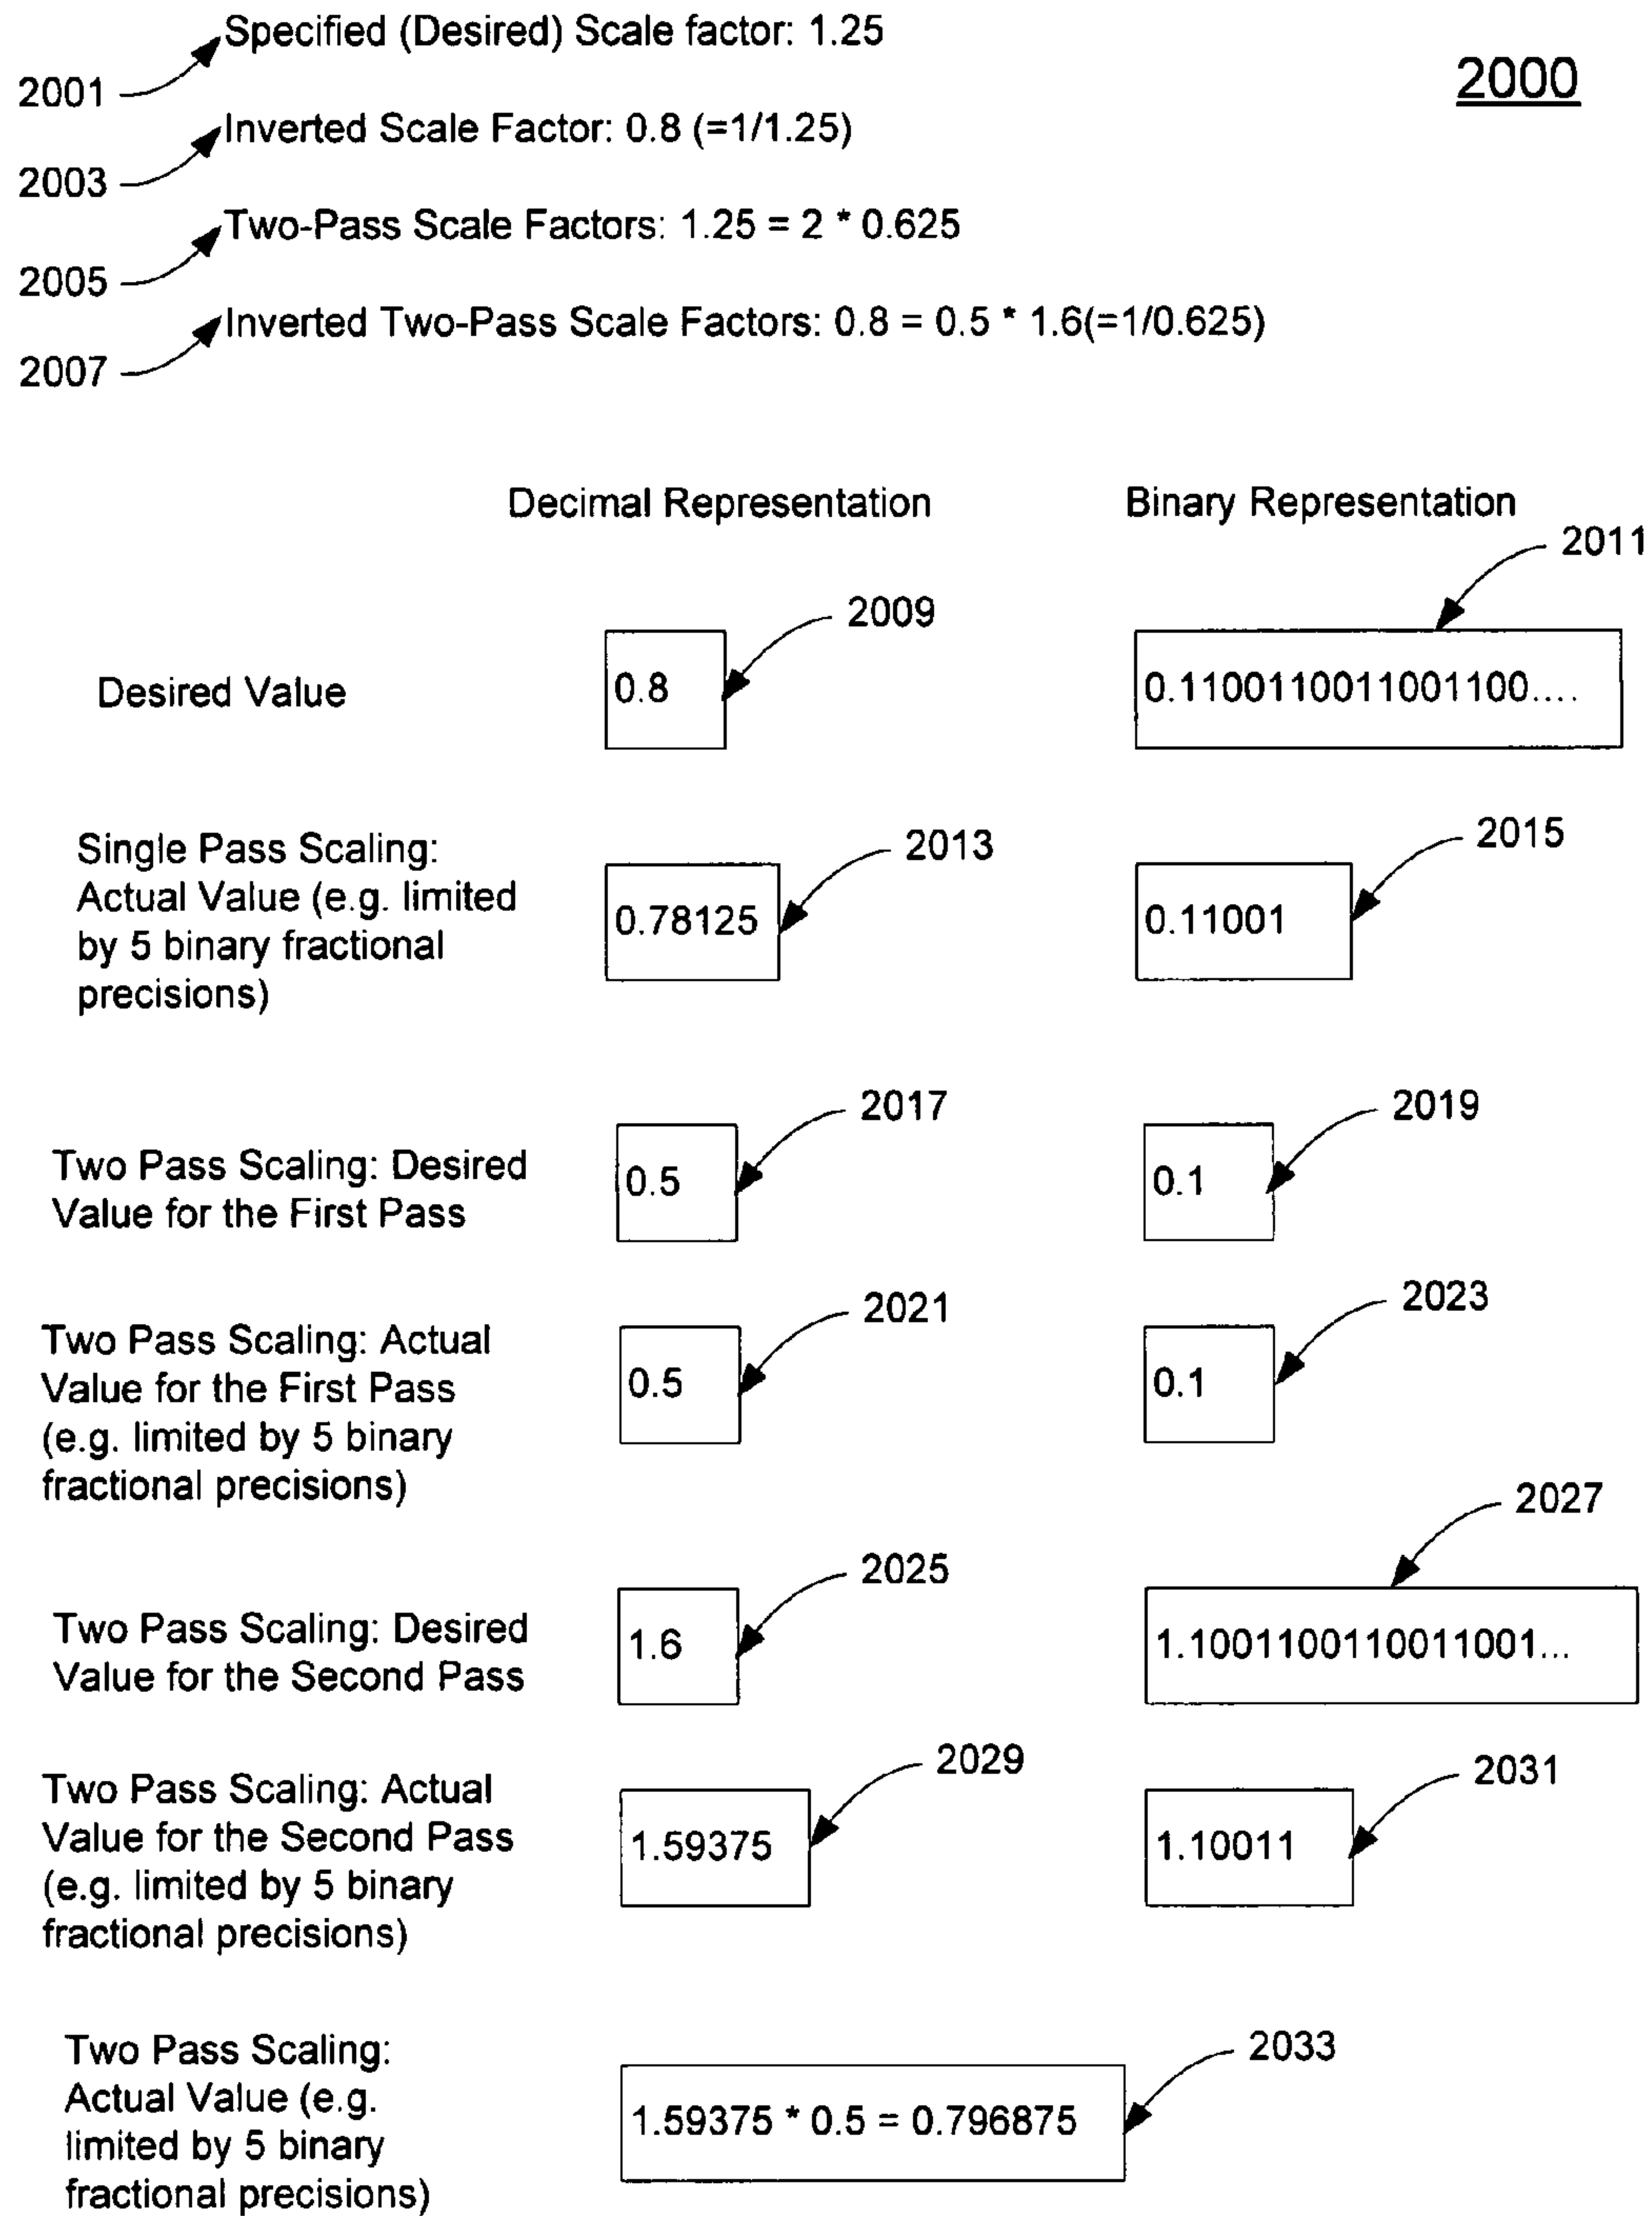 Specified (Desired) Scale factor: 1.25
2000
2001
Inverted Scale Factor: 0.8 (=1/1.25)
2003
Two-Pass Scale Factors: 1.25 = 2 * 0.625
2005
Inverted Two-Pass Scale Factors: 0.8 = 0.5 * 1.6(=1/0.625)
2007
Decimal Representation
Binary Representation
2011
2009
Desired Value
0.8
0.1100110011001100....
Single Pass Scaling:
Actual Value (e.g. limited
by 5 binary fractional
precisions)
2013
0.78125
2015
0.11001
2017
2019
Two Pass Scaling: Desired
Value for the First Pass
0.5
0.1
2021
2023
Two Pass Scaling: Actual
Value for the First Pass
(e.g. limited by 5 binary
fractional precisions)
0.5
0.1
2027
2025
Two Pass Scaling: Desired
Value for the Second Pass
1.6
1.1001100110011001...
2029
2031
Two Pass Scaling: Actual
Value for the Second Pass
(e.g. limited by 5 binary
fractional precisions)
1.59375
1.10011
2033
Two Pass Scaling:
Actual Value (e.g.
limited by 5 binary
fractional precisions)
1.59375 * 0.5 = 0.796875